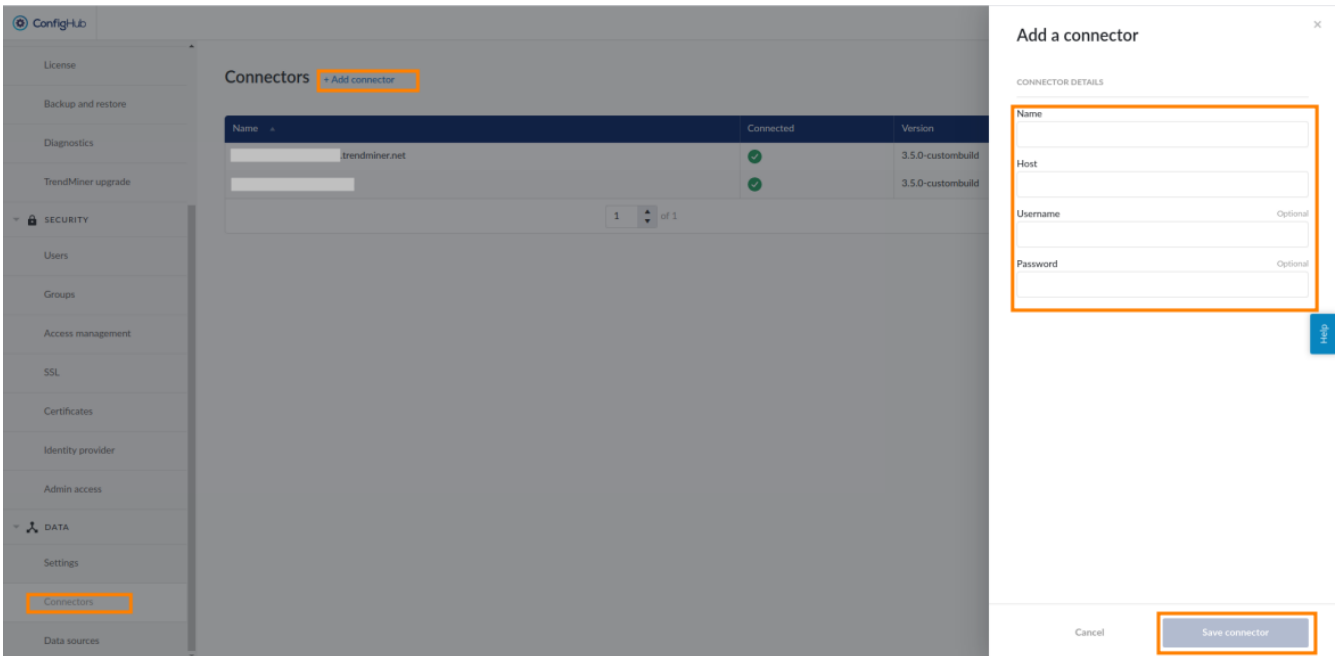 ConfigHub
License
Backup and restore
Diagnostics
TrendMiner upgrade
SECURITY
Users
Groups
Access management
SSL
Certificates
Identity provider
Admin access
DATA
Settings
Connectors
Data sources
Connectors + Add connector
Name Connected Version
.trendminer.net 3.5.0-custombuild
3.5.0-custombuild
1 of 1
Add a connector
CONNECTOR DETAILS
Name
Host
Username Optional
Password Optional
Help
Cancel Save connector